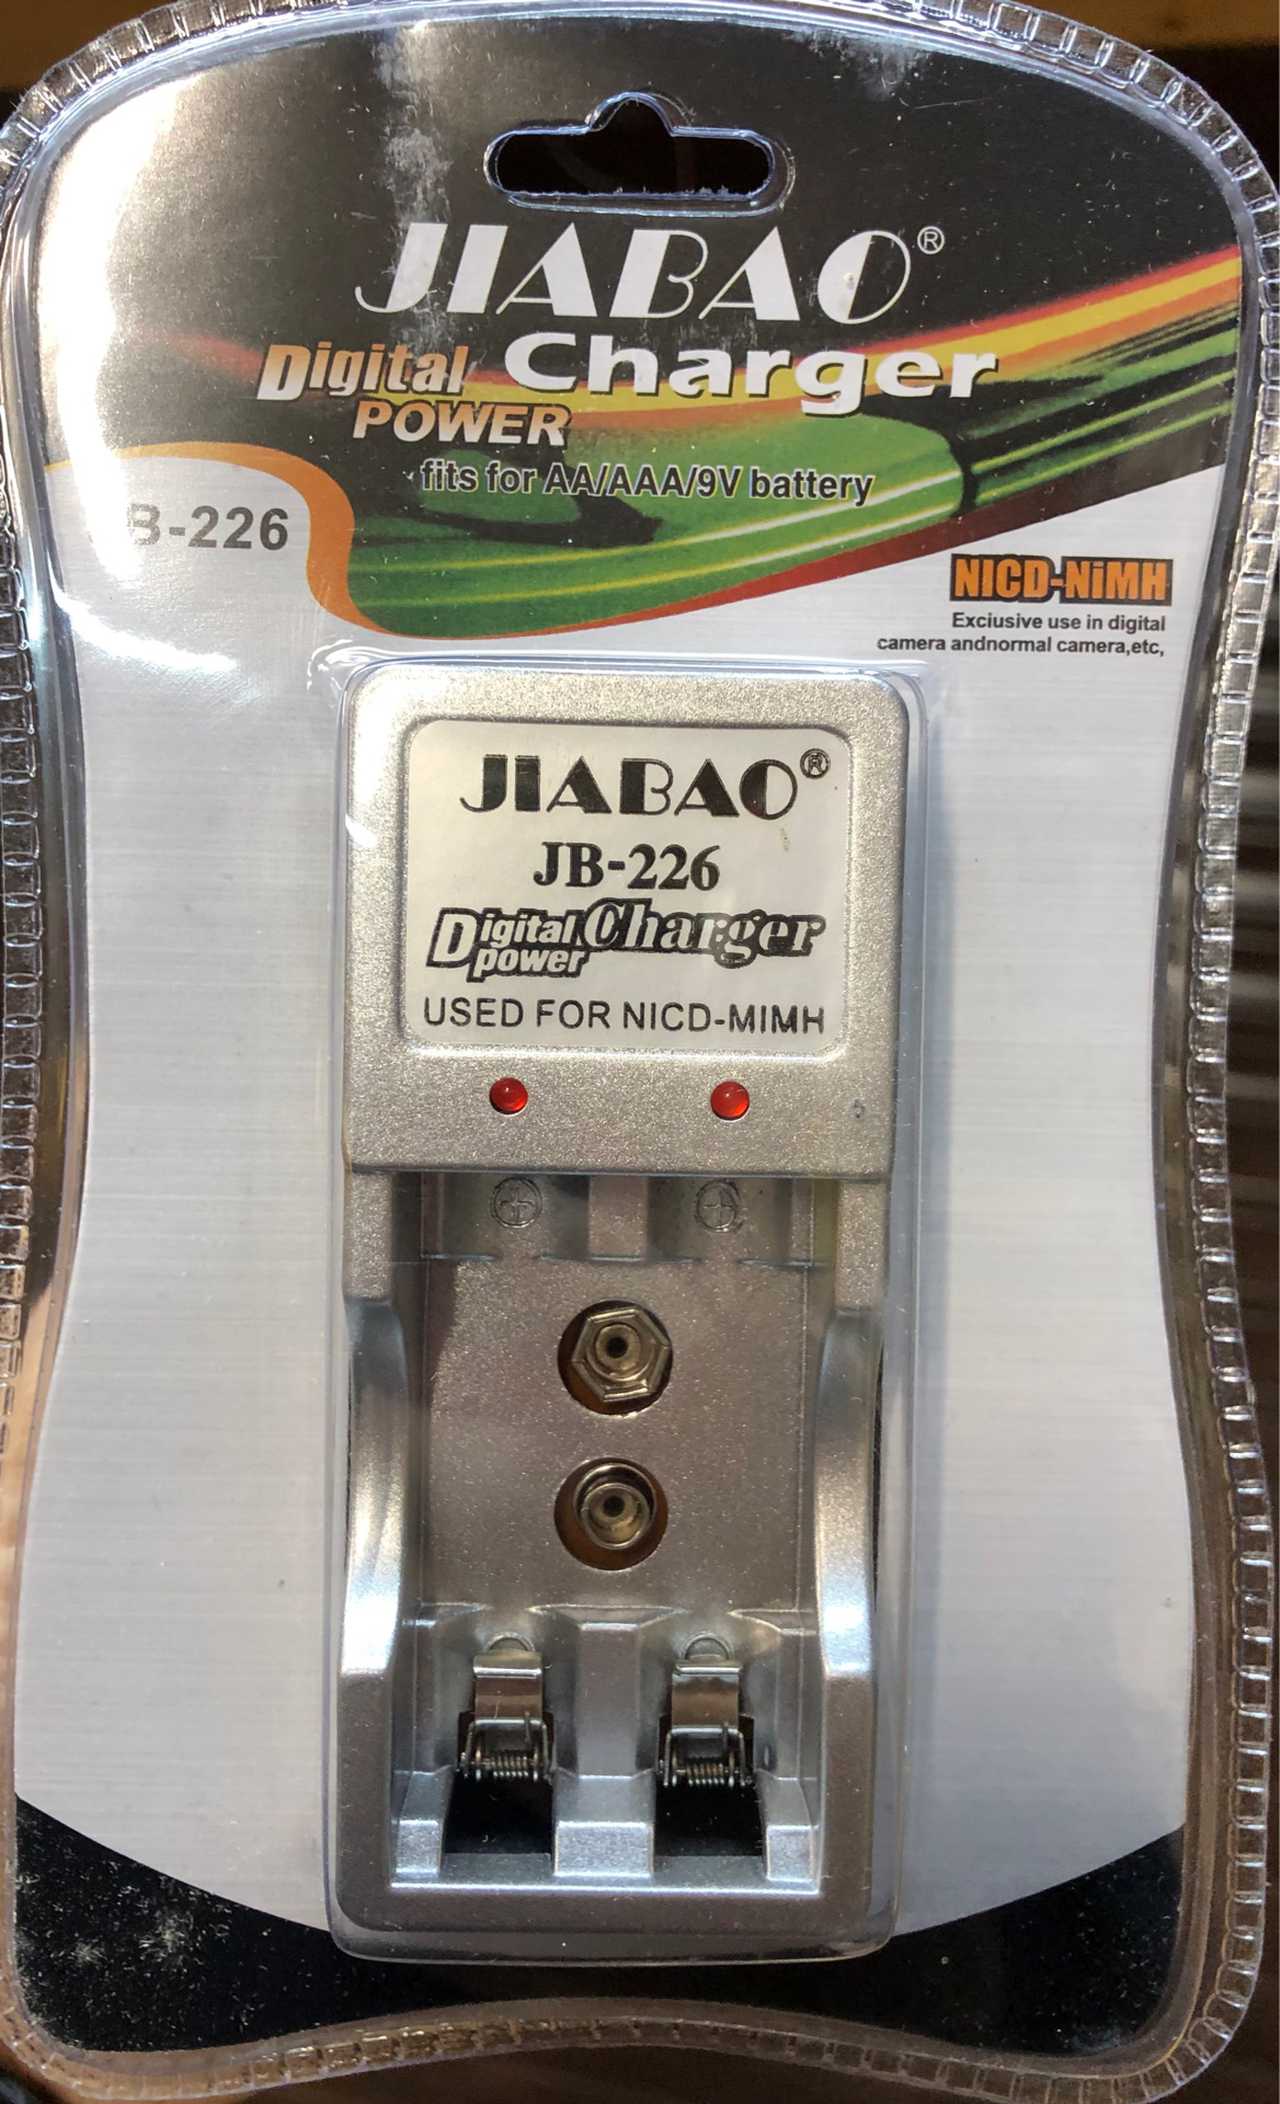 JIABAO®
Digital Charger
POWER
fits for AA/AAA/9V battery
B-226
NICD-NiMH
Exciusive use in digital
camera andnormal camera,etc,
JIABAO®
JB-226
Digital Charger
power
USED FOR NICD-MIMH
+ +